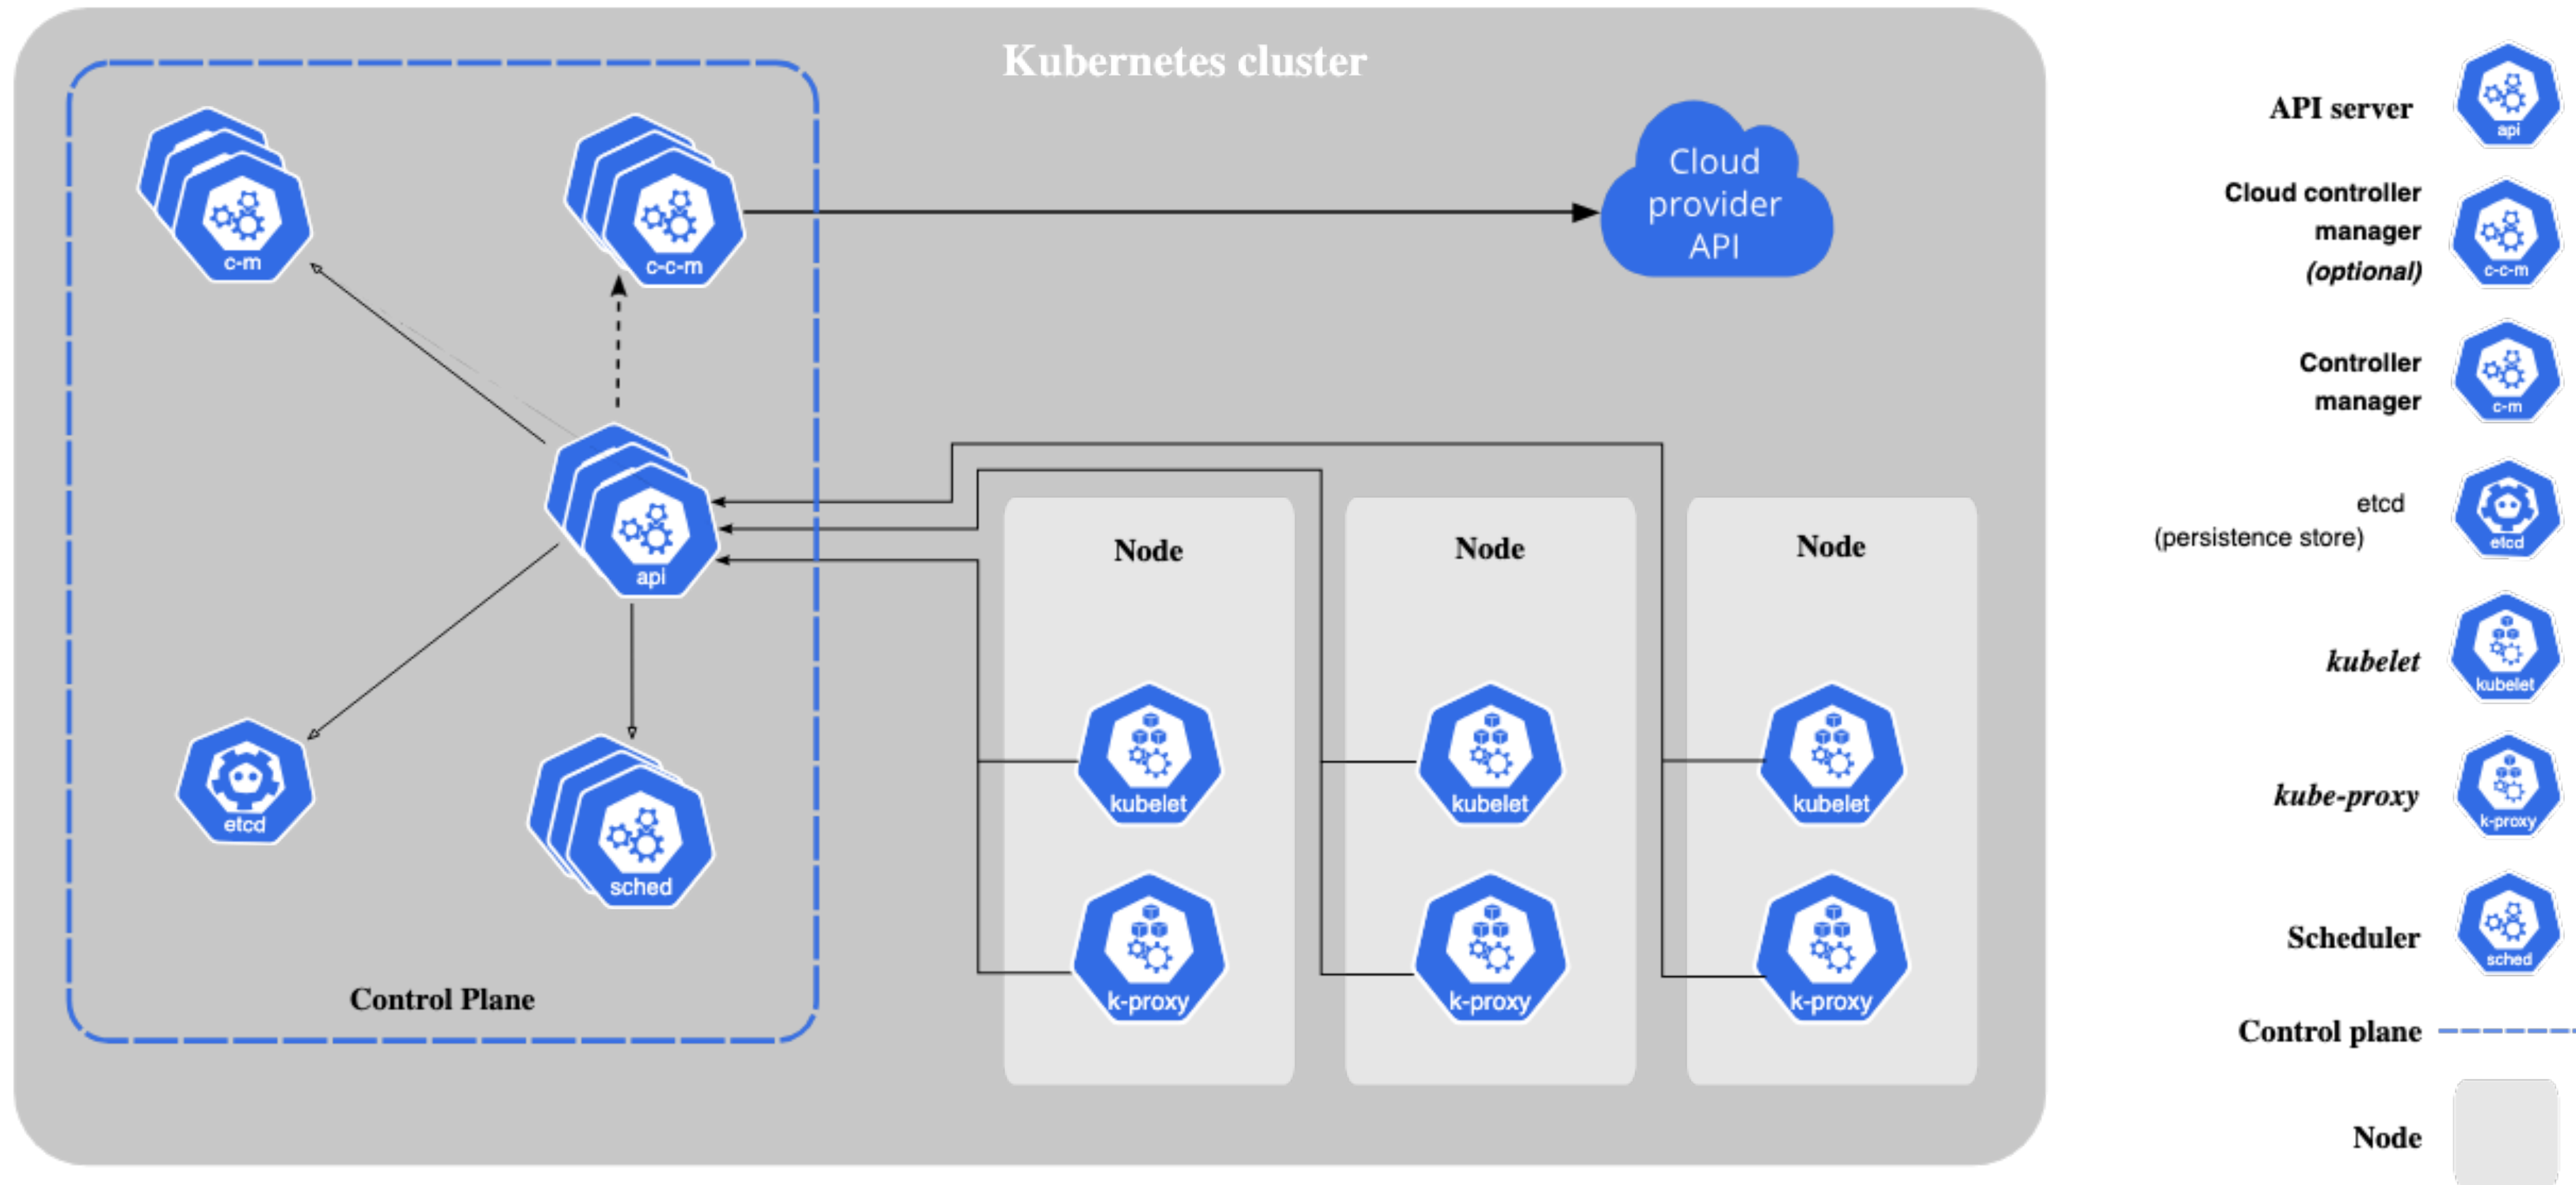 Kubernetes cluster
c-m
c-c-m
Cloud
provider
API
api
etcd
sched
Control Plane
Node
kubelet
k-proxy
Node
kubelet
k-proxy
Node
kubelet
k-proxy
API server
api
Cloud controller
manager
(optional)
c-c-m
Controller
manager
c-m
etcd
(persistence store)
etcd
kubelet
kubelet
kube-proxy
k-proxy
Scheduler
sched
Control plane
Node